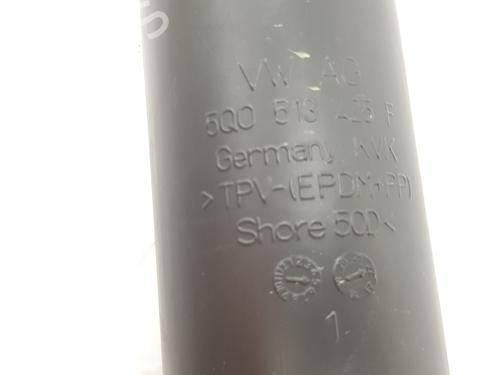 VW AG
5Q0 513 425 F
Germany KVK
>TPV-(EPDM+PP)
Shore 50D<
1